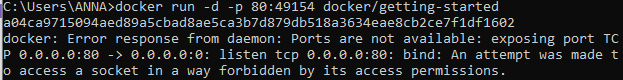 C:\Users\ANNA>docker run -d -p 80:49154 docker/getting-started
a04ca9715094aed89a5cbad8ae5ca3b7d879db518a3634eae8cb2ce7f1df1602
docker: Error response from daemon: Ports are not available: exposing port TC
P 0.0.0.0:80 -> 0.0.0.0:0: listen tcp 0.0.0.0:80: bind: An attempt was made t
o access a socket in a way forbidden by its access permissions.